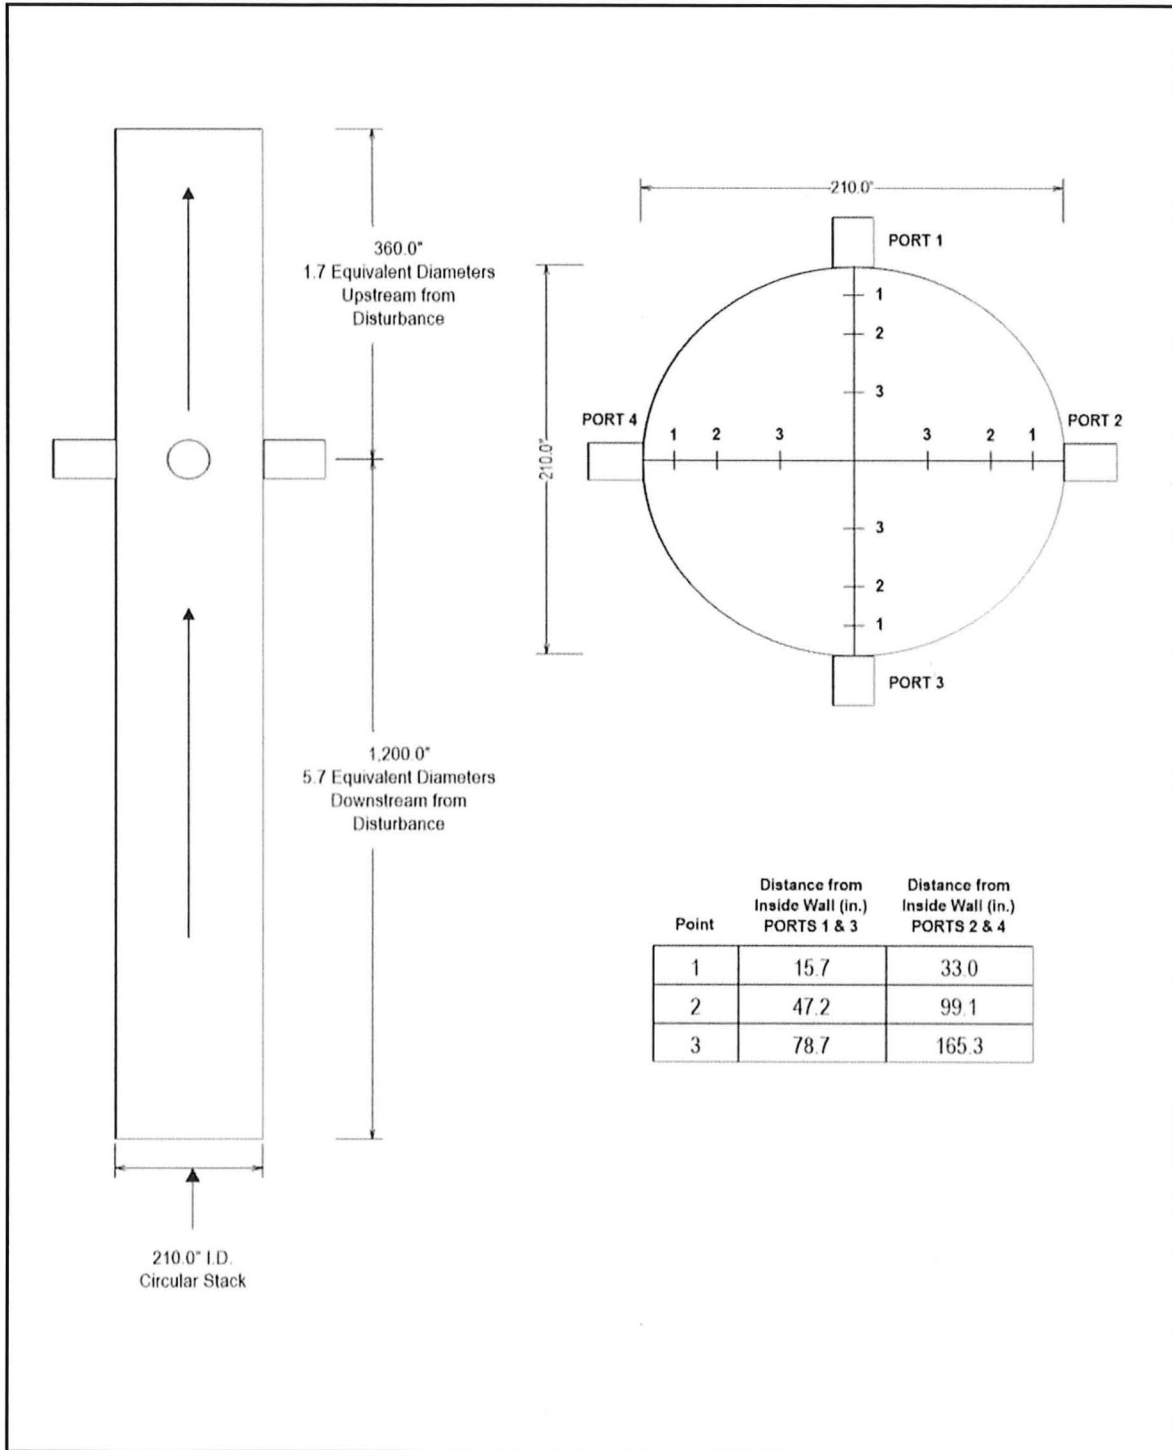 360.0"
1.7 Equivalent Diameters
Upstream from
Disturbance
1,200.0"
5.7 Equivalent Diameters
Downstream from
Disturbance
210.0" I.D.
Circular Stack
210.0"
210.0"
PORT 1
1
2
3
PORT 4
1 2 3
3 2 1
PORT 2
3
2
1
PORT 3
Point
Distance from
Inside Wall (in.)
PORTS 1 & 3
Distance from
Inside Wall (in.)
PORTS 2 & 4
1 15.7 33.0
2 47.2 99.1
3 78.7 165.3